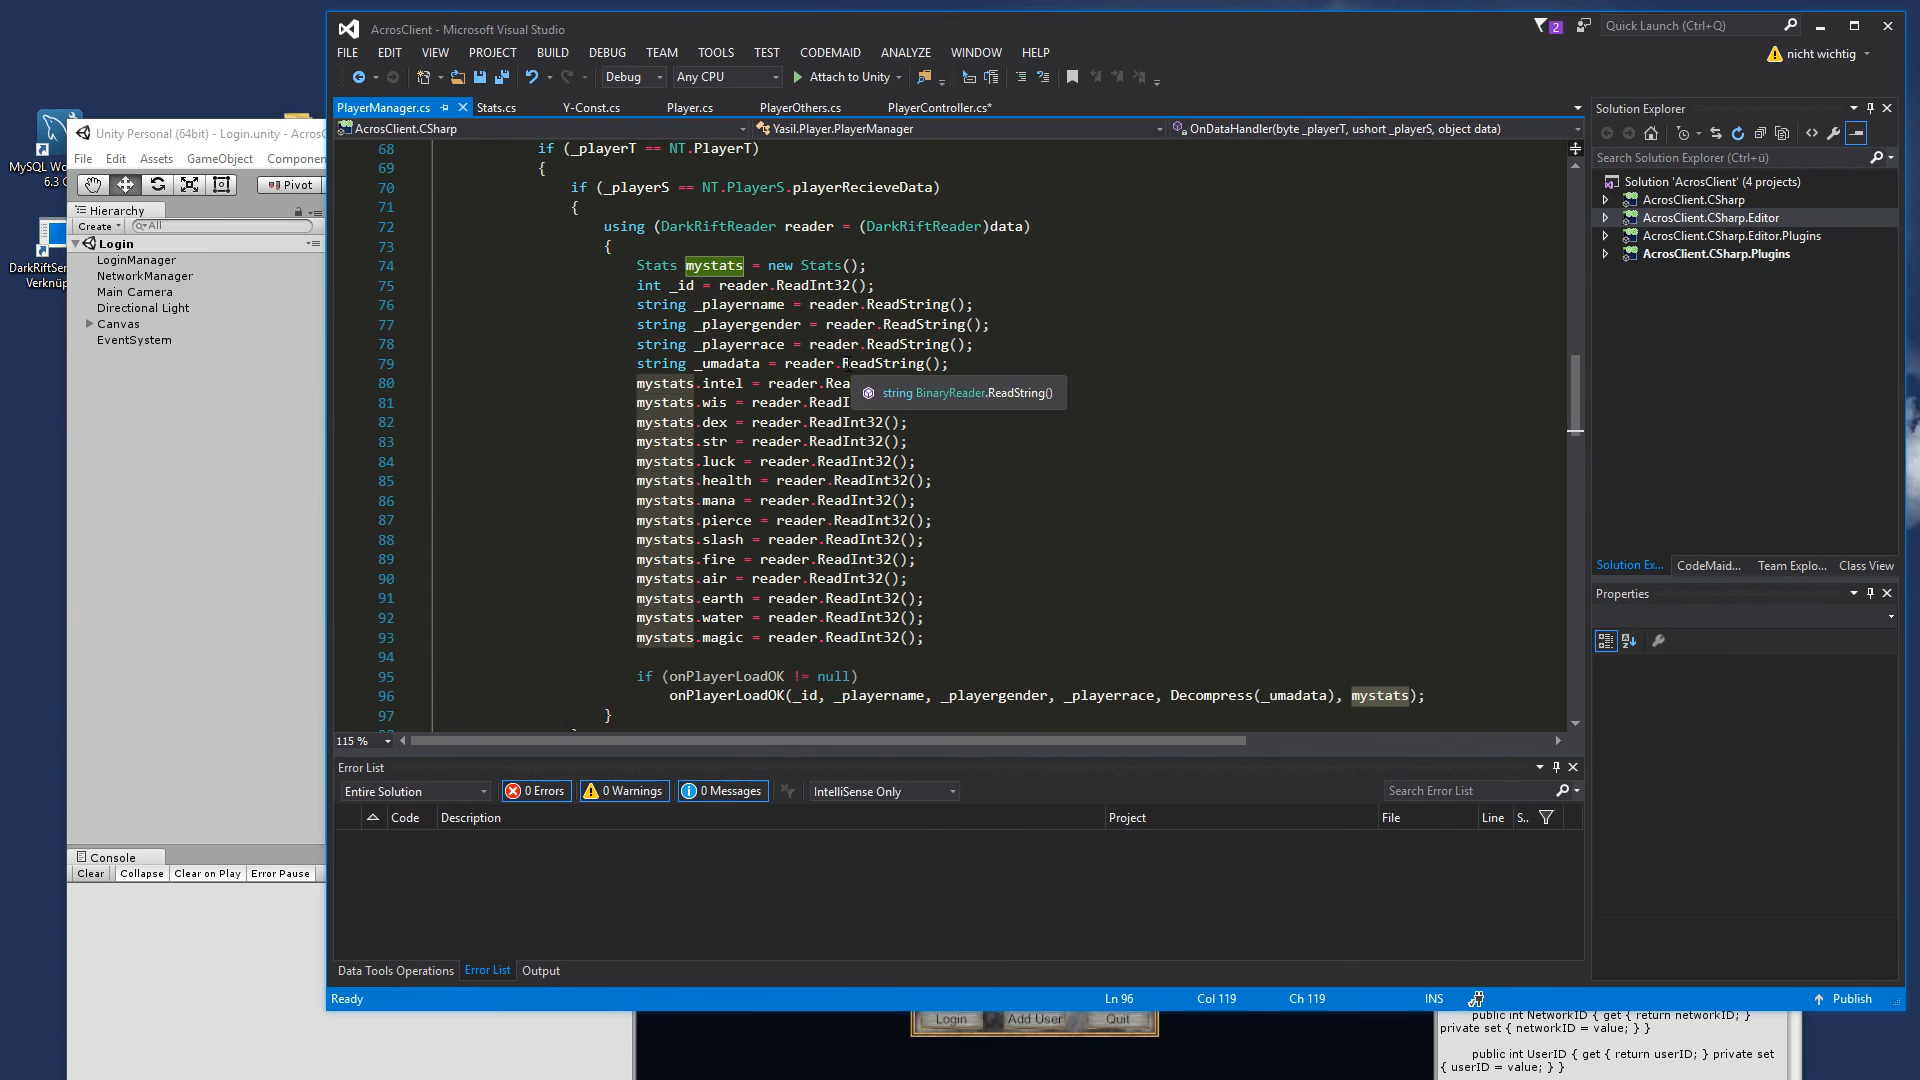 AcrosClient - Microsoft Visual Studio
2
Quick Launch (Ctrl+Q)
FILE EDIT VIEW PROJECT BUILD DEBUG TEAM TOOLS TEST CODEMAID ANALYZE WINDOW HELP
nicht wichtig
Debug Any CPU Attach to Unity
PlayerManager.cs Stats.cs Y-Const.cs Player.cs PlayerOthers.cs PlayerController.cs*
AcrosClient.CSharp Yasil.Player.PlayerManager OnDataHandler(byte _playerT, ushort _playerS, object data)
68 if (_playerT == NT.PlayerT)
69 {
70 if (_playerS == NT.PlayerS.playerRecieveData)
71 {
72 using (DarkRiftReader reader = (DarkRiftReader)data)
73 {
74 Stats mystats = new Stats();
75 int _id = reader.ReadInt32();
76 string _playername = reader.ReadString();
77 string _playergender = reader.ReadString();
78 string _playerrace = reader.ReadString();
79 string _umadata = reader.ReadString();
80 mystats.intel = reader.Rea
string BinaryReader.ReadString()
81 mystats.wis = reader.ReadI
82 mystats.dex = reader.ReadInt32();
83 mystats.str = reader.ReadInt32();
84 mystats.luck = reader.ReadInt32();
85 mystats.health = reader.ReadInt32();
86 mystats.mana = reader.ReadInt32();
87 mystats.pierce = reader.ReadInt32();
88 mystats.slash = reader.ReadInt32();
89 mystats.fire = reader.ReadInt32();
90 mystats.air = reader.ReadInt32();
91 mystats.earth = reader.ReadInt32();
92 mystats.water = reader.ReadInt32();
93 mystats.magic = reader.ReadInt32();
94
95 if (onPlayerLoadOK != null)
96 onPlayerLoadOK(_id, _playername, _playergender, _playerrace, Decompress(_umadata), mystats);
97 }
115 %
Error List
Entire Solution 0 Errors 0 Warnings 0 Messages IntelliSense Only Search Error List
Code Description Project File Line S..
Data Tools Operations Error List Output
Ready Ln 96 Col 119 Ch 119 INS Publish
Solution Explorer
Search Solution Explorer (Ctrl+ü)
Solution 'AcrosClient' (4 projects)
AcrosClient.CSharp
AcrosClient.CSharp.Editor
AcrosClient.CSharp.Editor.Plugins
AcrosClient.CSharp.Plugins
Solution Ex... CodeMaid... Team Explo... Class View
Properties
MySQL Wo
6.3 C
DarkRiftSer
Verknüp
Unity Personal (64bit) - Login.unity - Acros
File Edit Assets GameObject Componen
Pivot
Hierarchy
Create All
Login
LoginManager
NetworkManager
Main Camera
Directional Light
Canvas
EventSystem
Console
Clear Collapse Clear on Play Error Pause
Login Add User Quit
public int NetworkID { get { return networkID; }
private set { networkID = value; } }
public int UserID { get { return userID; } private set
{ userID = value; } }